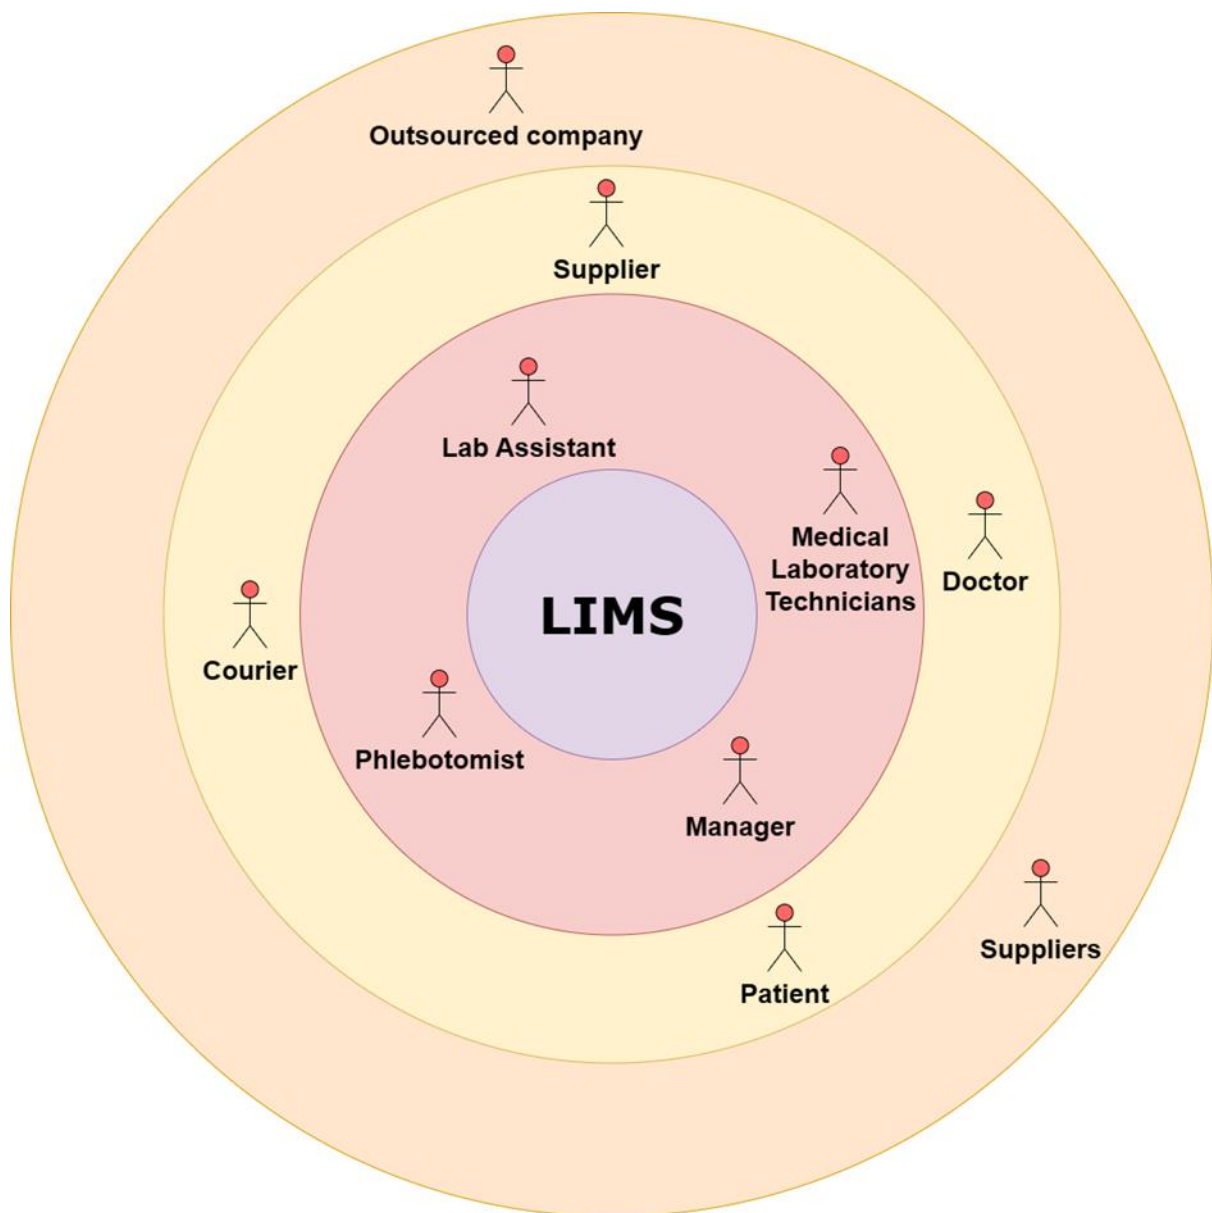 Outsourced company
Supplier
Lab Assistant
Medical
Laboratory
Technicians
Doctor
LIMS
Courier
Phlebotomist
Manager
Suppliers
Patient